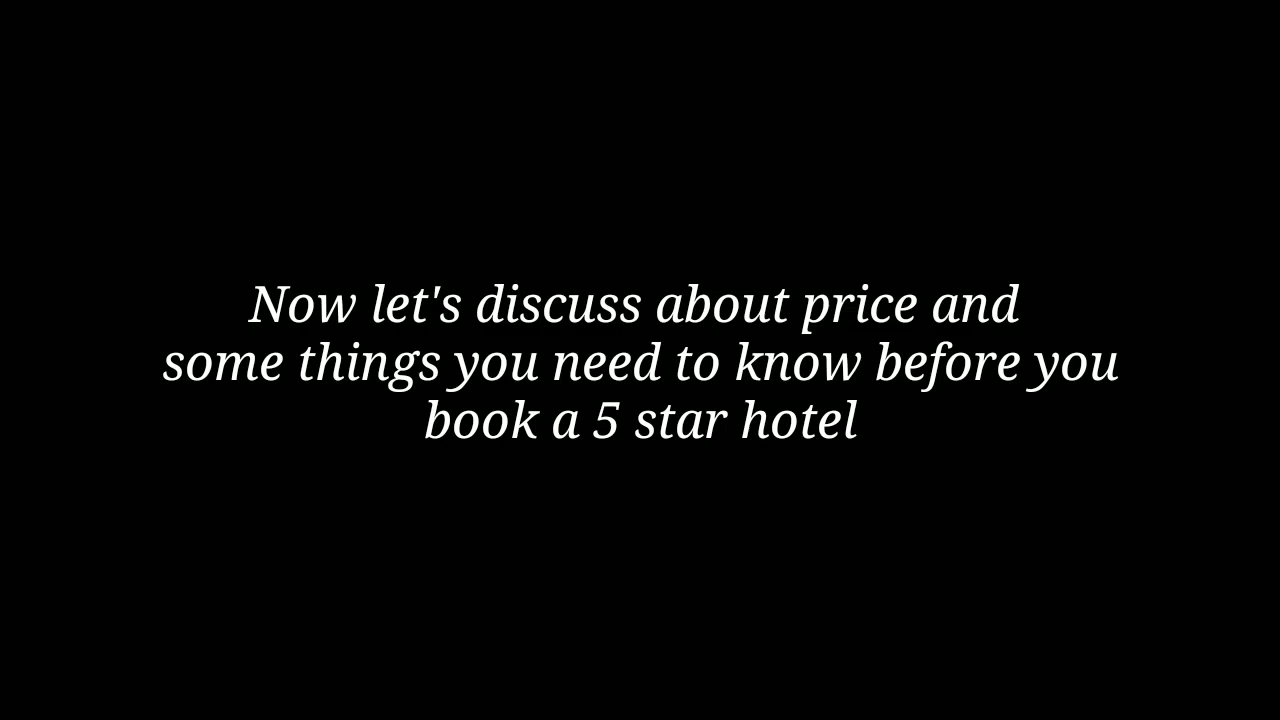 Now let's discuss about price and
some things you need to know before you
book a 5 star hotel